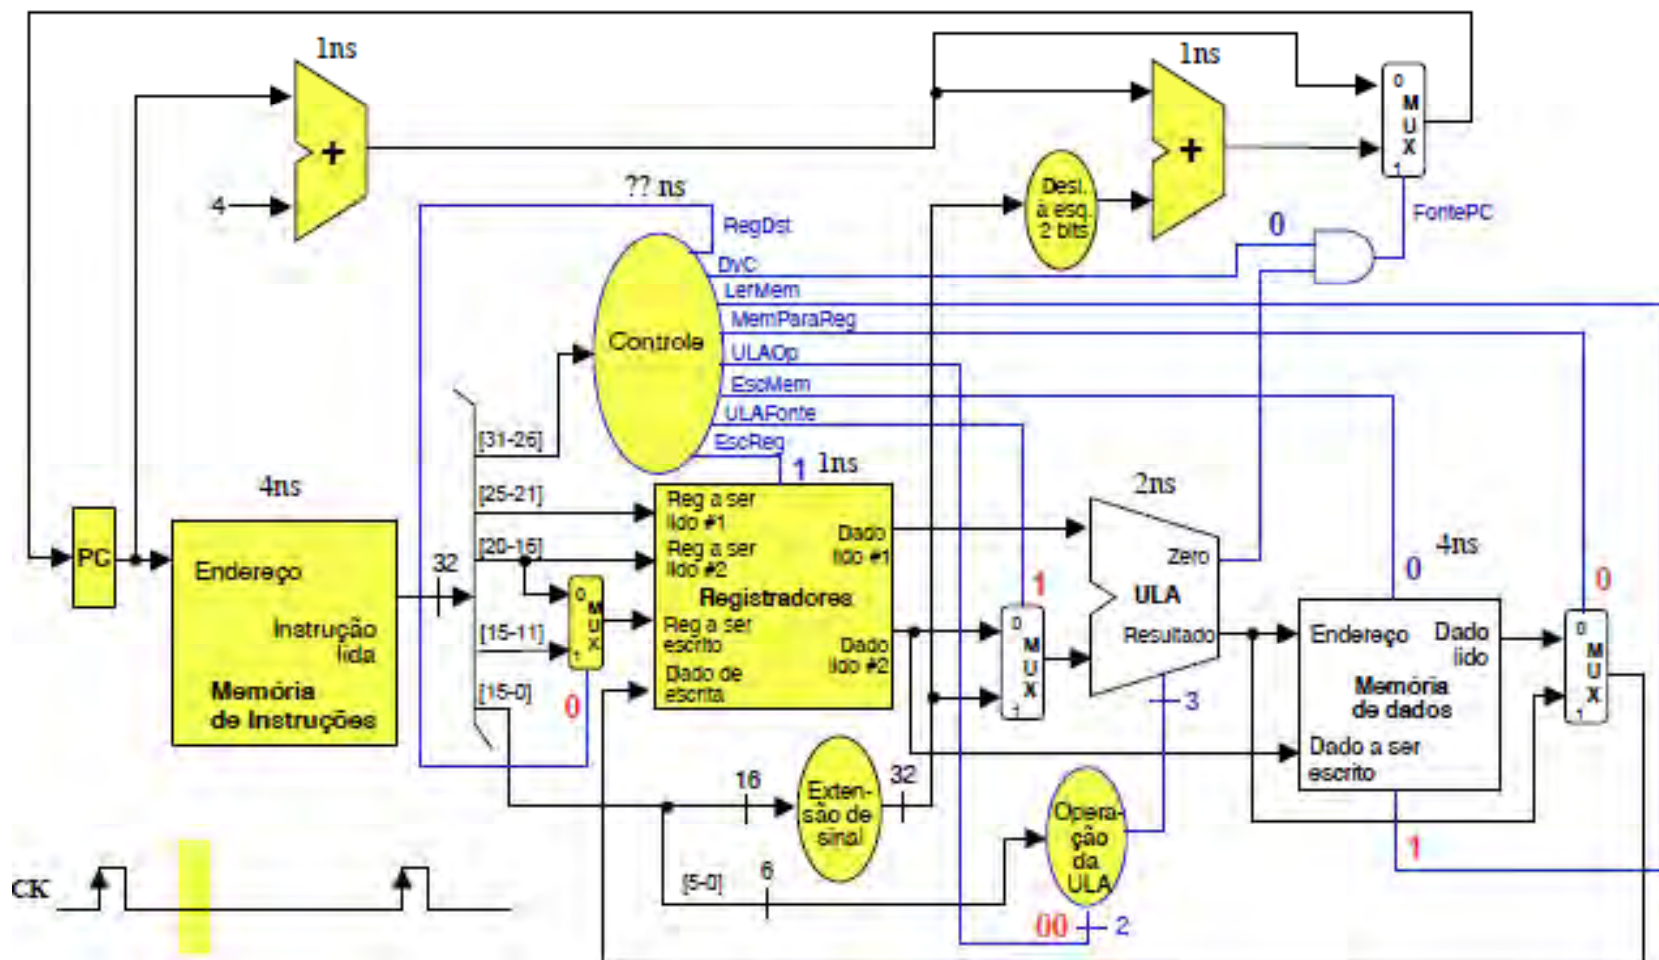 1ns
1ns
0
M
U
X
1
+
+
4
?? ns
Desl.
à esq.
2 bits
0
FontePC
RegDst
DvC
LerMem
MemParaReg
Controle
ULAOp
EscMem
ULAFonte
EscReg
[31-26]
1
1ns
4ns
[25-21]
2ns
Reg a ser
lido #1
Dado
lido #1
[20-16]
Reg a ser
lido #2
4ns
PC
32
Endereço
Zero
0
0
1
0
M
U
X
1
Registradores
ULA
Instrução
lida
[15-11]
Reg a ser
escrito
Dado
lido #2
0
M
U
X
1
Resultado
Endereço
Dado
lido
0
M
U
X
1
Memória
de Instruções
[15-0]
0
Dado de
escrita
3
Memória
de dados
Dado a ser
escrito
16
Exten-
são de
sinal
32
Opera-
ção
da
ULA
1
CK
[5-0]
6
00
2